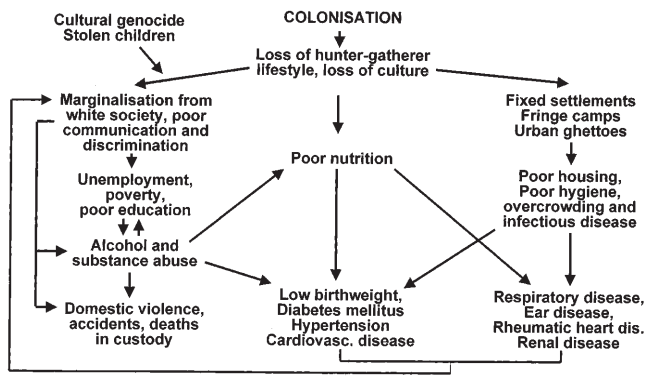 Cultural genocide
Stolen children
COLONISATION
Loss of hunter-gatherer
lifestyle, loss of culture
Marginalisation from
white society, poor
communication and
discrimination
Fixed settlements
Fringe camps
Urban ghettoes
Poor nutrition
Unemployment,
poverty,
poor education
Poor housing,
Poor hygiene,
overcrowding and
infectious disease
Alcohol and
substance abuse
Domestic violence,
accidents, deaths
in custody
Low birthweight,
Diabetes mellitus
Hypertension
Cardiovasc. disease
Respiratory disease,
Ear disease,
Rheumatic heart dis.
Renal disease